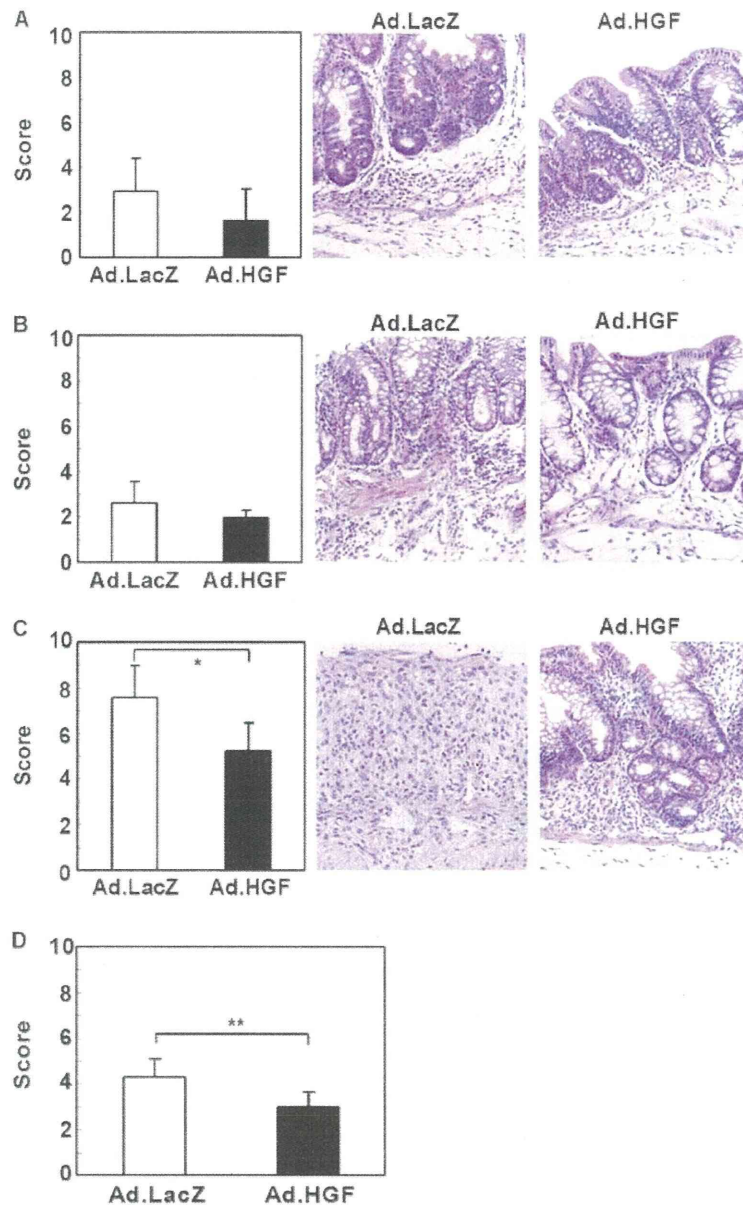 A
Ad.LacZ
Ad.HGF
10
8
6
4
2
0
Score
Ad.LacZ
Ad.HGF
B
Ad.LacZ
Ad.HGF
10
8
6
4
2
0
Score
Ad.LacZ
Ad.HGF
C
Ad.LacZ
Ad.HGF
10
8
6
4
2
0
Score
*
Ad.LacZ
Ad.HGF
D
10
8
6
4
2
0
Score
**
Ad.LacZ
Ad.HGF